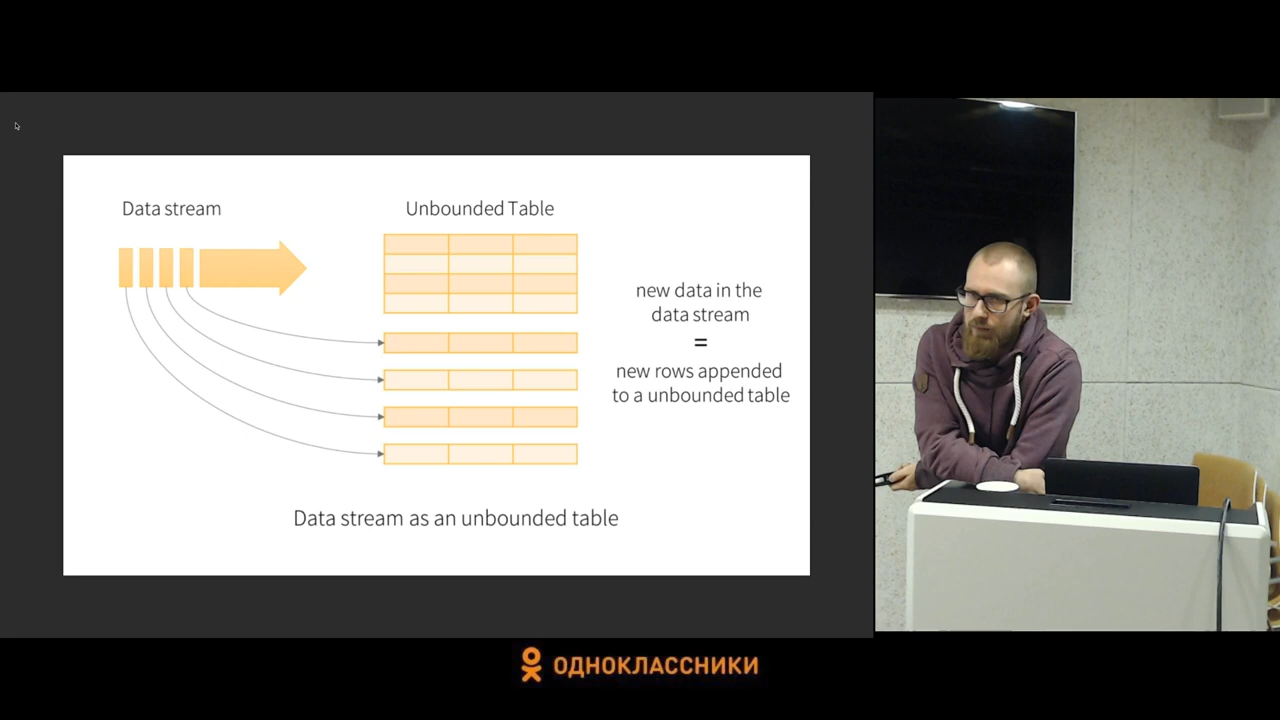 Data stream
Unbounded Table
new data in the
data stream
=
new rows appended
to a unbounded table
Data stream as an unbounded table
ОДНОКЛАССНИКИ